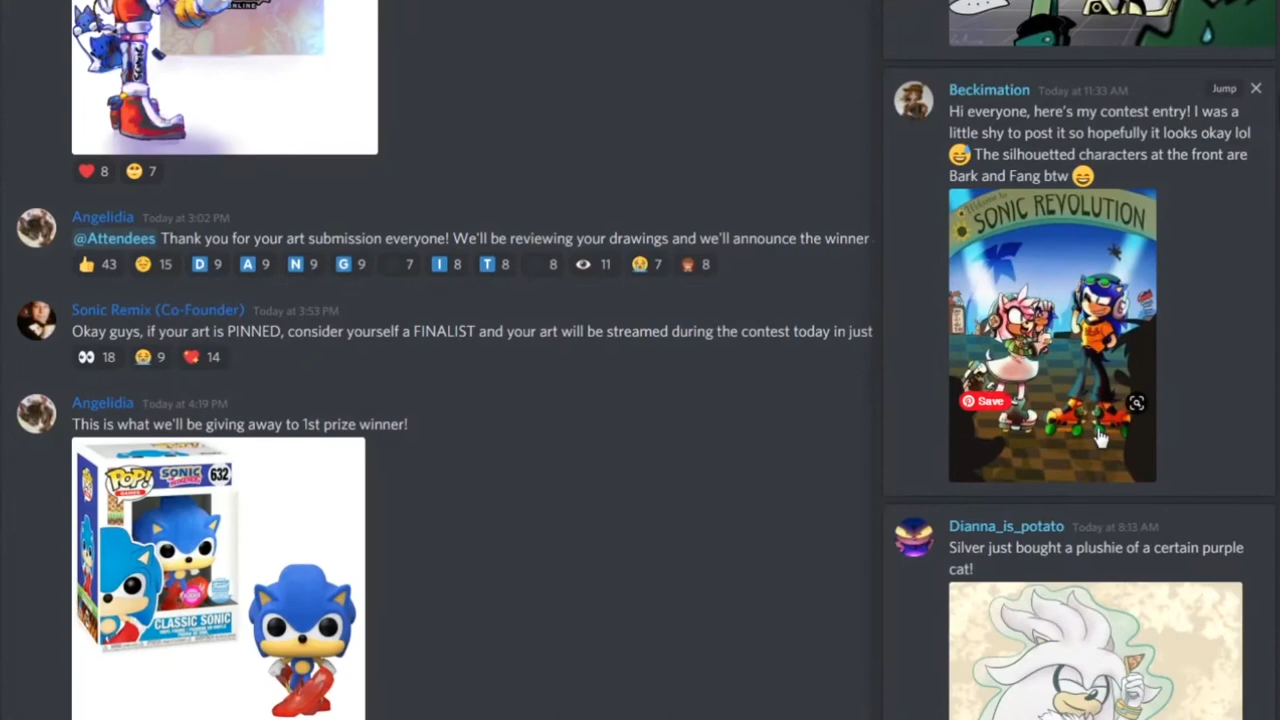 ONLINE
SONIC
8
7
Angelidia Today at 3:02 PM
@Attendees Thank you for your art submission everyone! We'll be reviewing your drawings and we'll announce the winner
43 15 D 9 A 9 N 9 G 9 7 I 8 T 8 8 11 7 8
Sonic Remix (Co-Founder) Today at 3:53 PM
Okay guys, if your art is PINNED, consider yourself a FINALIST and your art will be streamed during the contest today in just
18 9 14
Angelidia Today at 4:19 PM
This is what we'll be giving away to 1st prize winner!
POP!
GAMES
SONIC
632
CLASSIC SONIC
Beckimation Today at 11:33 AM Jump
Hi everyone, here's my contest entry! I was a
little shy to post it so hopefully it looks okay lol
The silhouetted characters at the front are
Bark and Fang btw
Welcome to
SONIC REVOLUTION
Save
Dianna_is_potato Today at 8:13 AM
Silver just bought a plushie of a certain purple
cat!